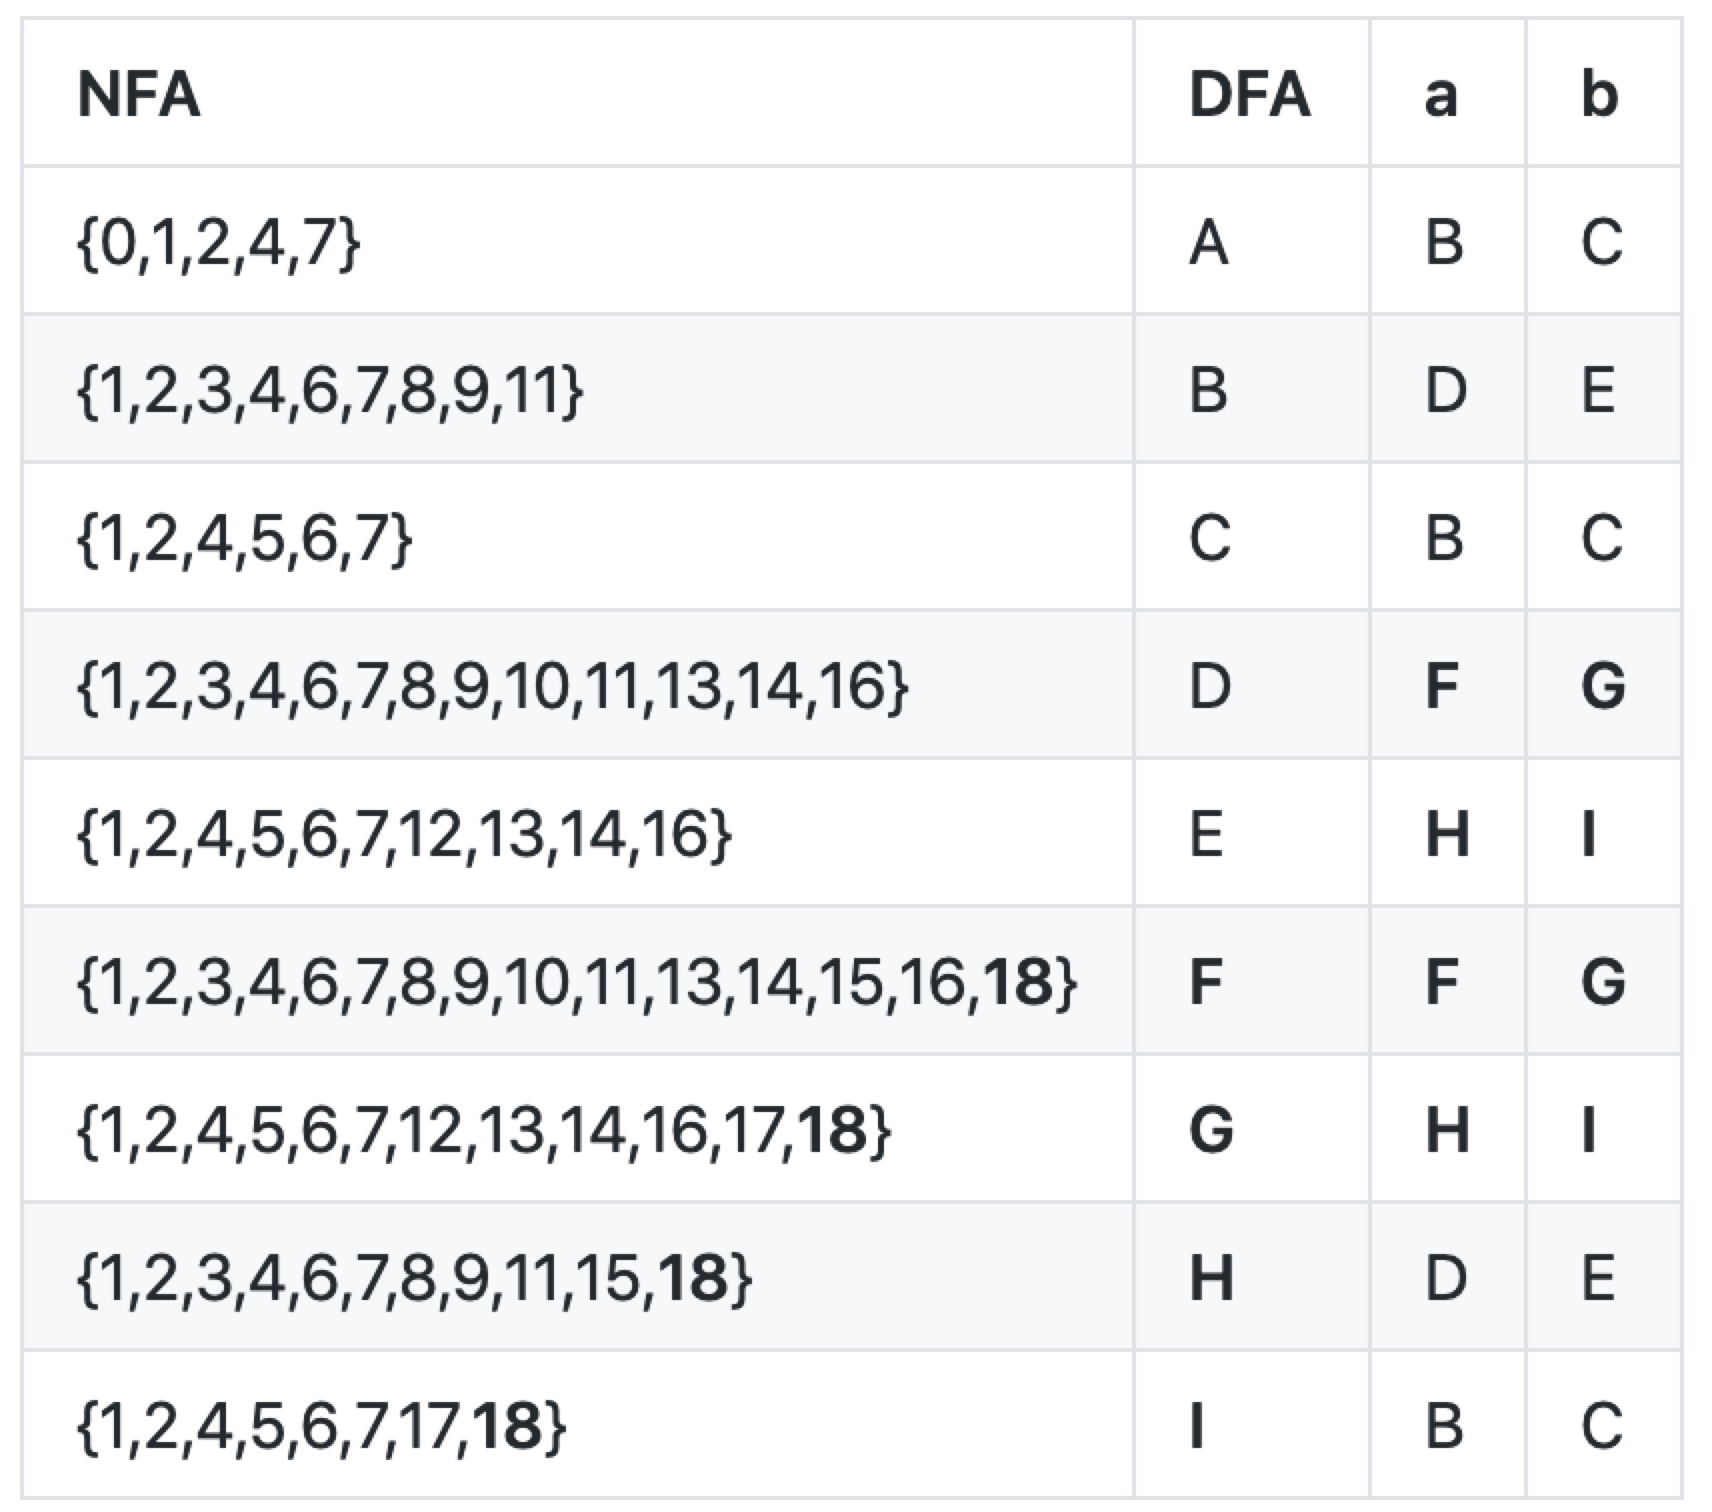 NFA DFA a b
{0,1,2,4,7} A B C
{1,2,3,4,6,7,8,9,11} B D E
{1,2,4,5,6,7} C B C
{1,2,3,4,6,7,8,9,10,11,13,14,16} D F G
{1,2,4,5,6,7,12,13,14,16} E H I
{1,2,3,4,6,7,8,9,10,11,13,14,15,16,18} F F G
{1,2,4,5,6,7,12,13,14,16,17,18} G H I
{1,2,3,4,6,7,8,9,11,15,18} H D E
{1,2,4,5,6,7,17,18} I B C